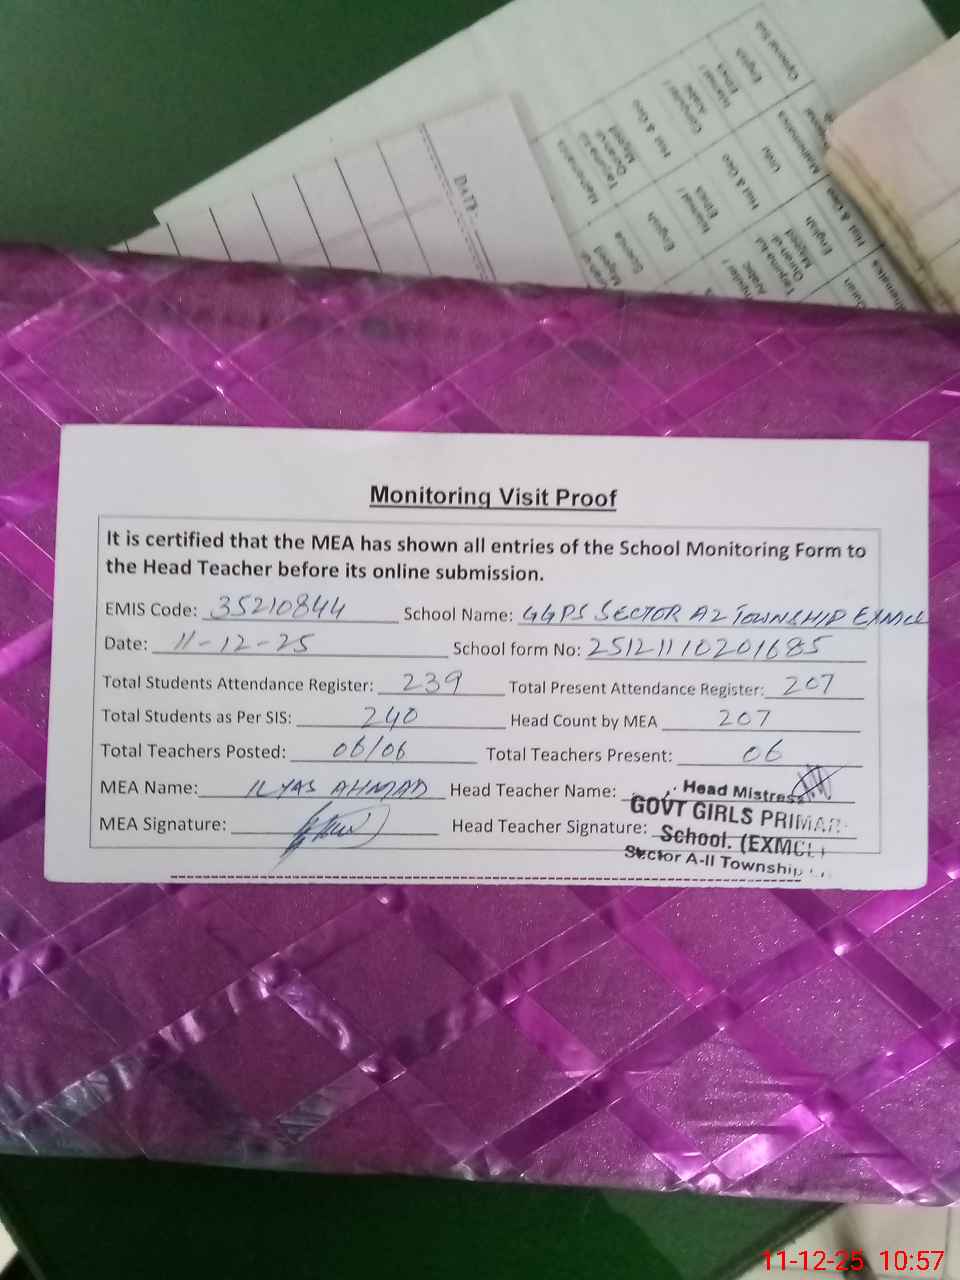 DATE:
Monitoring Visit Proof
It is certified that the MEA has shown all entries of the School Monitoring Form to
the Head Teacher before its online submission.
EMIS Code: 35210844 School Name: GGPS SECTOR A2 TOWNSHIP EXMCL
Date: 11-12-25 School form No: 2512111020 1685
Total Students Attendance Register: 239 Total Present Attendance Register: 207
Total Students as Per SIS: 240 Head Count by MEA 207
Total Teachers Posted: 06/06 Total Teachers Present: 06
MEA Name: ILYAS AHMAD Head Teacher Name:
Head Mistress
GOVT GIRLS PRIMAR
MEA Signature: Head Teacher Signature:
School. (EXMCL)
Sector A-II Township
11-12-25 10:57